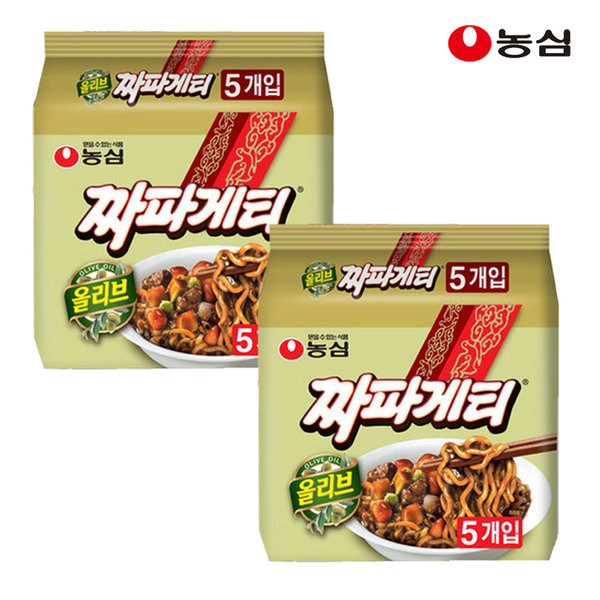 농심
올리브 짜파게티 5개입
믿을 수 있는 식품
농심
짜파게티®
OLIVE OIL
올리브
5
올리브 짜파게티 5개입
믿을 수 있는 식품
농심
짜파게티®
OLIVE OIL
올리브
5개입